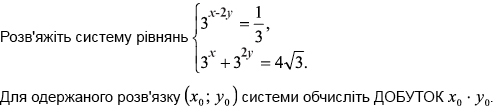 Розв'яжіть систему рівнянь { 3^{x-2y} = 1/3,
3^x + 3^{2y} = 4√3.
Для одержаного розв'язку (x₀; y₀) системи обчисліть ДОБУТОК x₀ · y₀